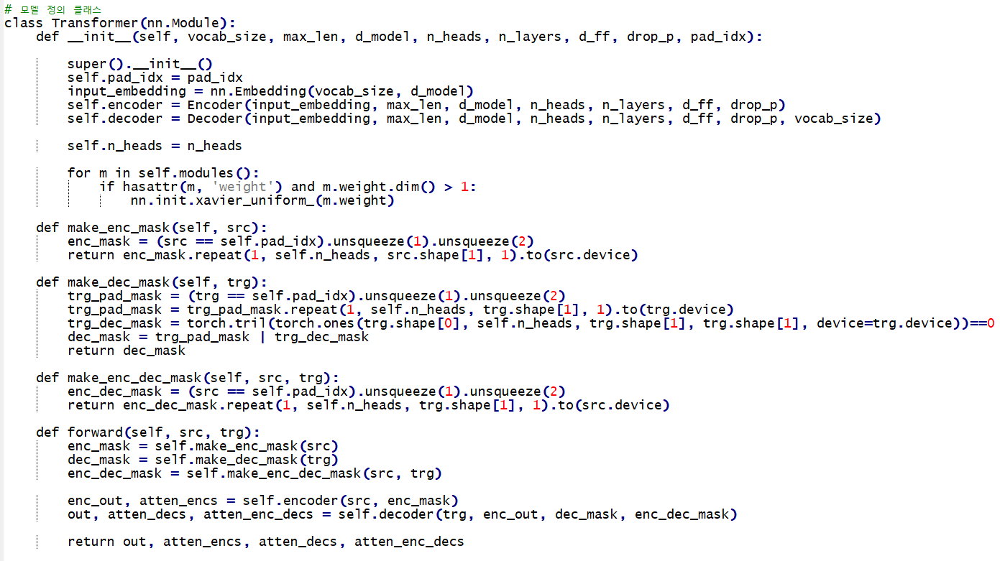 # 모델 정의 클래스
class Transformer(nn.Module):
    def __init__(self, vocab_size, max_len, d_model, n_heads, n_layers, d_ff, drop_p, pad_idx):
        super().__init__()
        self.pad_idx = pad_idx
        input_embedding = nn.Embedding(vocab_size, d_model)
        self.encoder = Encoder(input_embedding, max_len, d_model, n_heads, n_layers, d_ff, drop_p)
        self.decoder = Decoder(input_embedding, max_len, d_model, n_heads, n_layers, d_ff, drop_p, vocab_size)
        self.n_heads = n_heads
        for m in self.modules():
            if hasattr(m, 'weight') and m.weight.dim() > 1:
                nn.init.xavier_uniform_(m.weight)
    def make_enc_mask(self, src):
        enc_mask = (src == self.pad_idx).unsqueeze(1).unsqueeze(2)
        return enc_mask.repeat(1, self.n_heads, src.shape[1], 1).to(src.device)
    def make_dec_mask(self, trg):
        trg_pad_mask = (trg == self.pad_idx).unsqueeze(1).unsqueeze(2)
        trg_pad_mask = trg_pad_mask.repeat(1, self.n_heads, trg.shape[1], 1).to(trg.device)
        trg_dec_mask = torch.tril(torch.ones(trg.shape[0], self.n_heads, trg.shape[1], trg.shape[1], device=trg.device))==0
        dec_mask = trg_pad_mask | trg_dec_mask
        return dec_mask
    def make_enc_dec_mask(self, src, trg):
        enc_dec_mask = (src == self.pad_idx).unsqueeze(1).unsqueeze(2)
        return enc_dec_mask.repeat(1, self.n_heads, trg.shape[1], 1).to(src.device)
    def forward(self, src, trg):
        enc_mask = self.make_enc_mask(src)
        dec_mask = self.make_dec_mask(trg)
        enc_dec_mask = self.make_enc_dec_mask(src, trg)
        enc_out, atten_encs = self.encoder(src, enc_mask)
        out, atten_decs, atten_enc_decs = self.decoder(trg, enc_out, dec_mask, enc_dec_mask)
        return out, atten_encs, atten_decs, atten_enc_decs